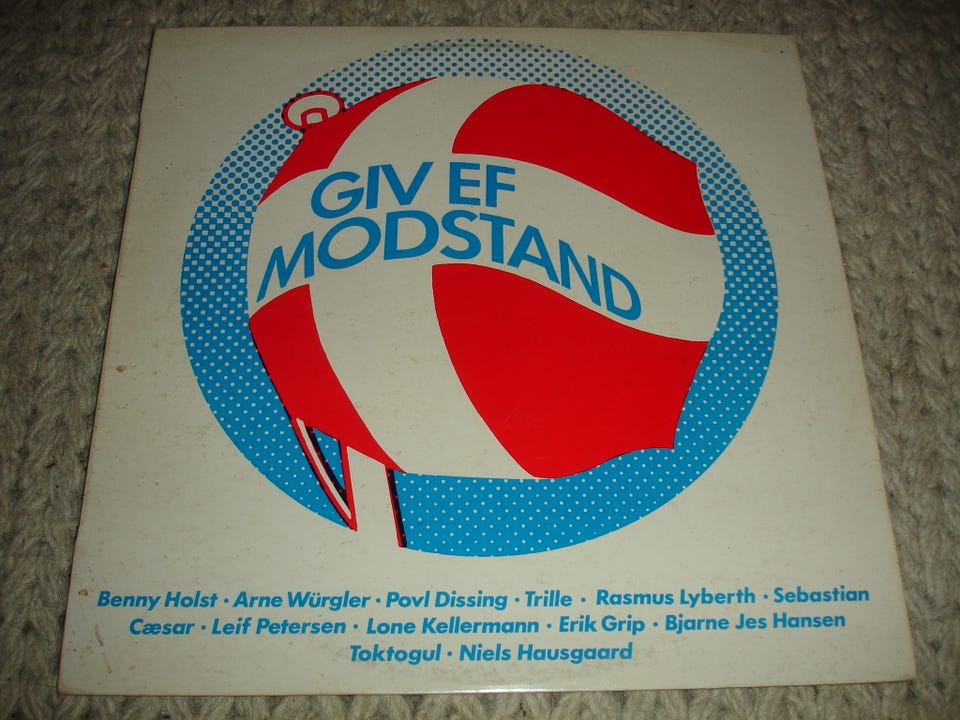 GIV EF
MODSTAND
Benny Holst · Arne Würgler · Povl Dissing · Trille · Rasmus Lyberth · Sebastian
Cæsar · Leif Petersen · Lone Kellermann · Erik Grip · Bjarne Jes Hansen
Toktogul · Niels Hausgaard